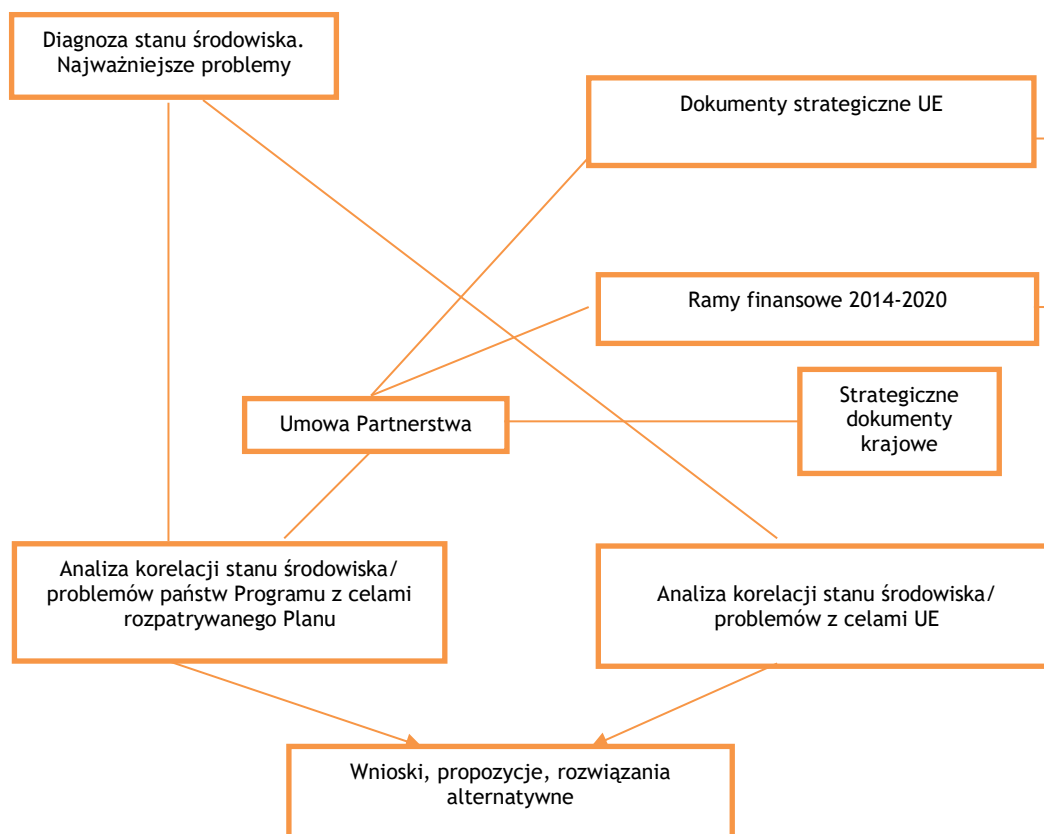 Diagnoza stanu środowiska.
Najważniejsze problemy
Dokumenty strategiczne UE
Ramy finansowe 2014-2020
Strategiczne
dokumenty
krajowe
Umowa Partnerstwa
Analiza korelacji stanu środowiska/
problemów państw Programu z celami
rozpatrywanego Planu
Analiza korelacji stanu środowiska/
problemów z celami UE
Wnioski, propozycje, rozwiązania
alternatywne